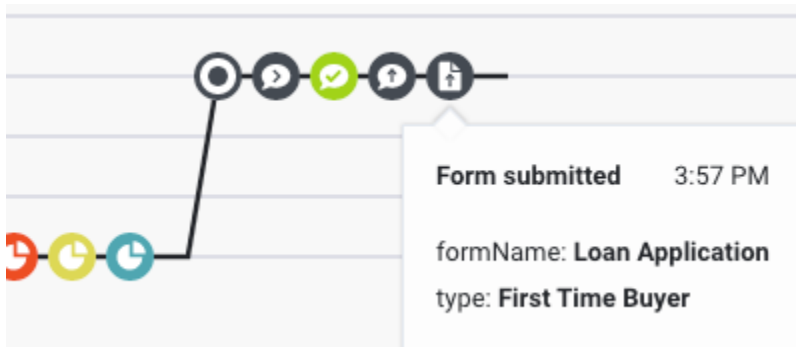 Form submitted 3:57 PM
formName: Loan Application
type: First Time Buyer